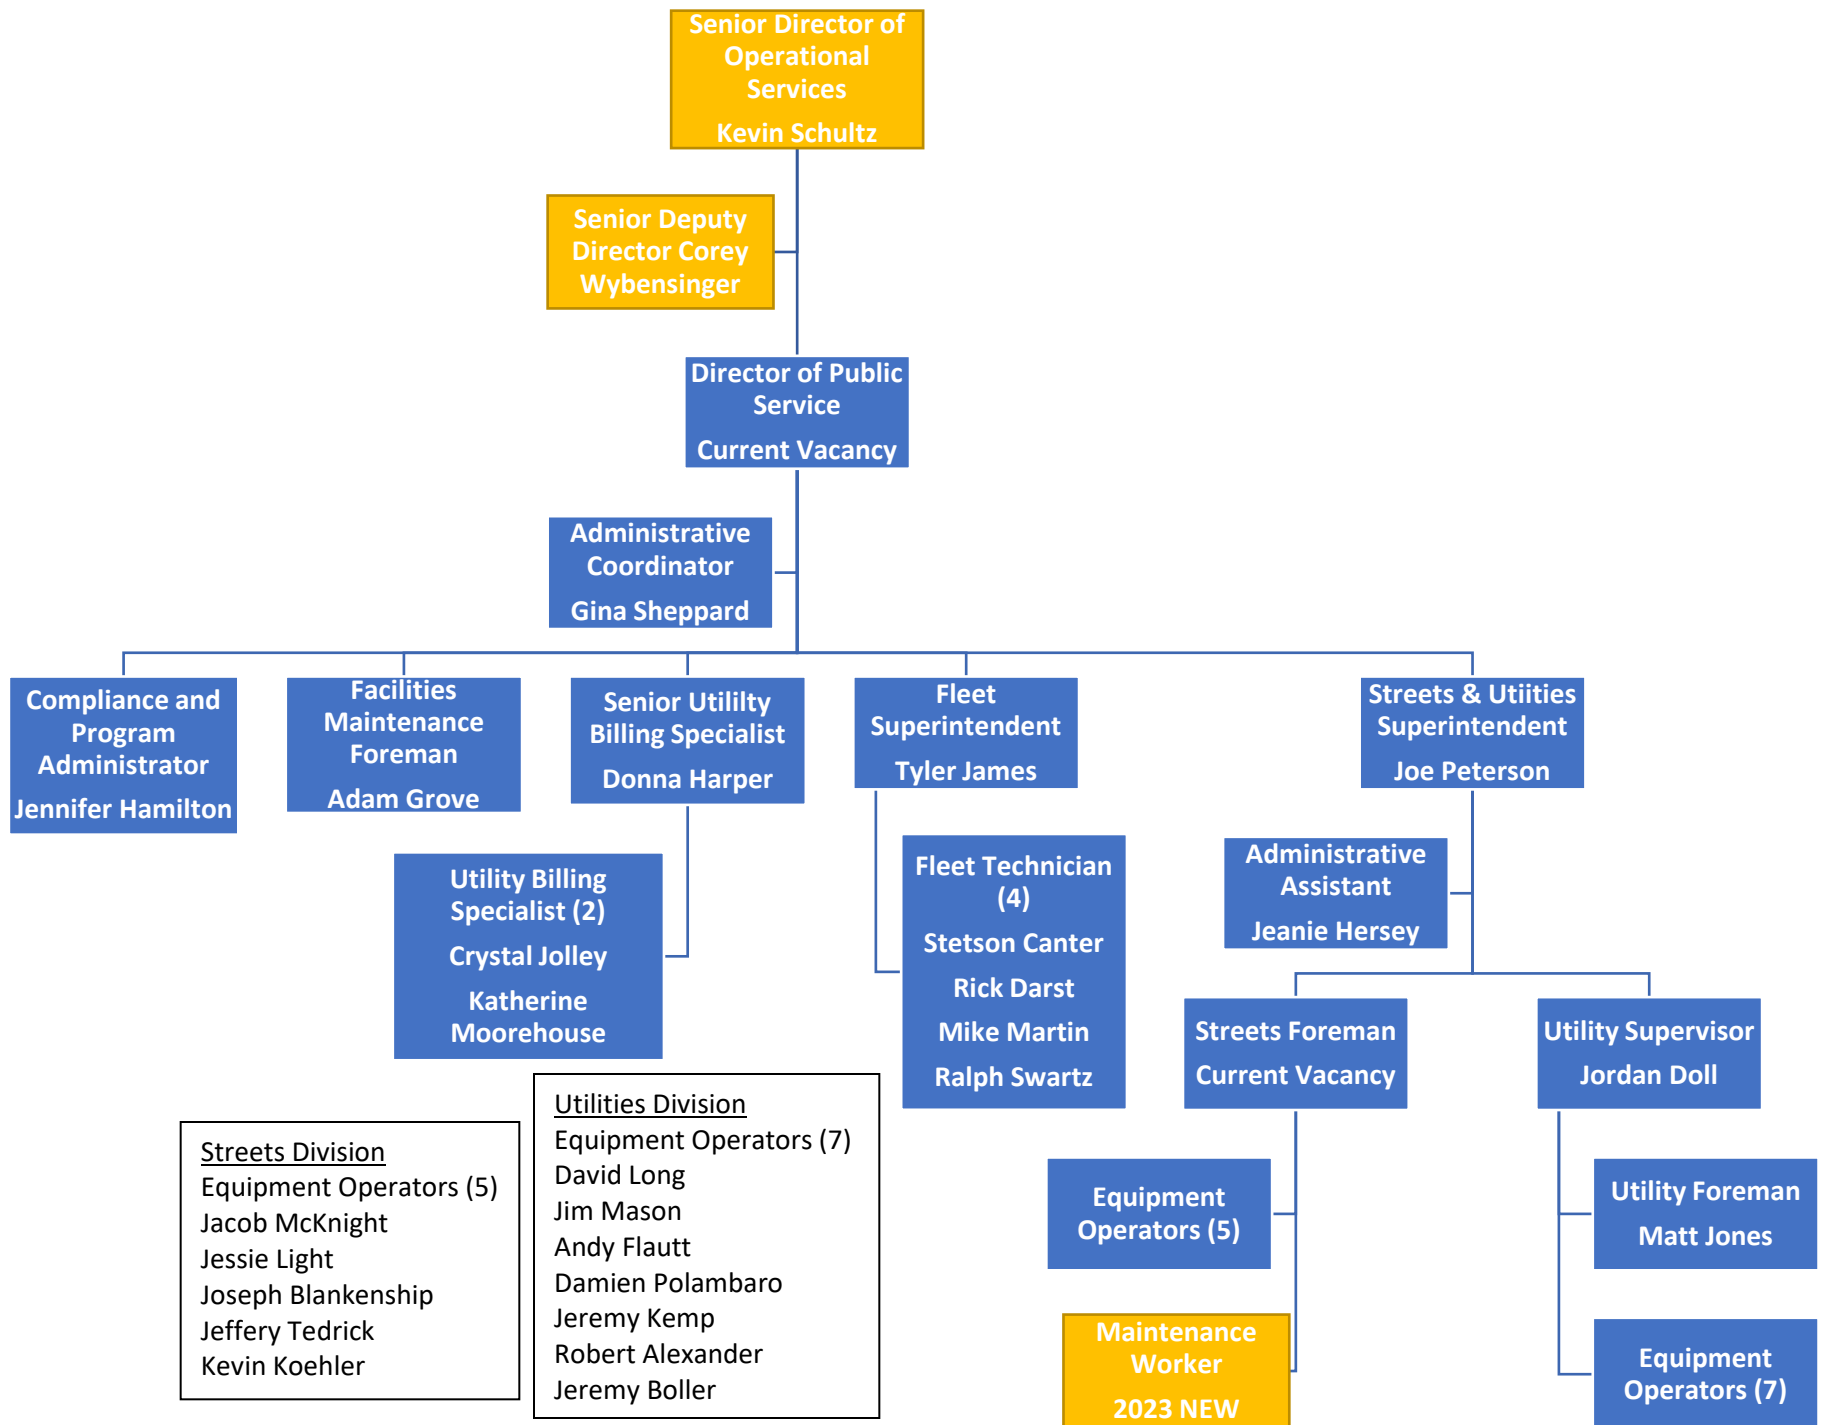 Senior Director of
Operational
Services
Kevin Schultz
Senior Deputy
Director Corey
Wybensinger
Director of Public
Service
Current Vacancy
Administrative
Coordinator
Gina Sheppard
Compliance and
Program
Administrator
Jennifer Hamilton
Facilities
Maintenance
Foreman
Adam Grove
Senior Utililty
Billing Specialist
Donna Harper
Fleet
Superintendent
Tyler James
Streets & Utiities
Superintendent
Joe Peterson
Utility Billing
Specialist (2)
Crystal Jolley
Katherine
Moorehouse
Fleet Technician
(4)
Stetson Canter
Rick Darst
Mike Martin
Ralph Swartz
Administrative
Assistant
Jeanie Hersey
Streets Foreman
Current Vacancy
Utility Supervisor
Jordan Doll
Equipment
Operators (5)
Maintenance
Worker
2023 NEW
Utility Foreman
Matt Jones
Equipment
Operators (7)
Streets Division
Equipment Operators (5)
Jacob McKnight
Jessie Light
Joseph Blankenship
Jeffery Tedrick
Kevin Koehler
Utilities Division
Equipment Operators (7)
David Long
Jim Mason
Andy Flautt
Damien Polambaro
Jeremy Kemp
Robert Alexander
Jeremy Boller